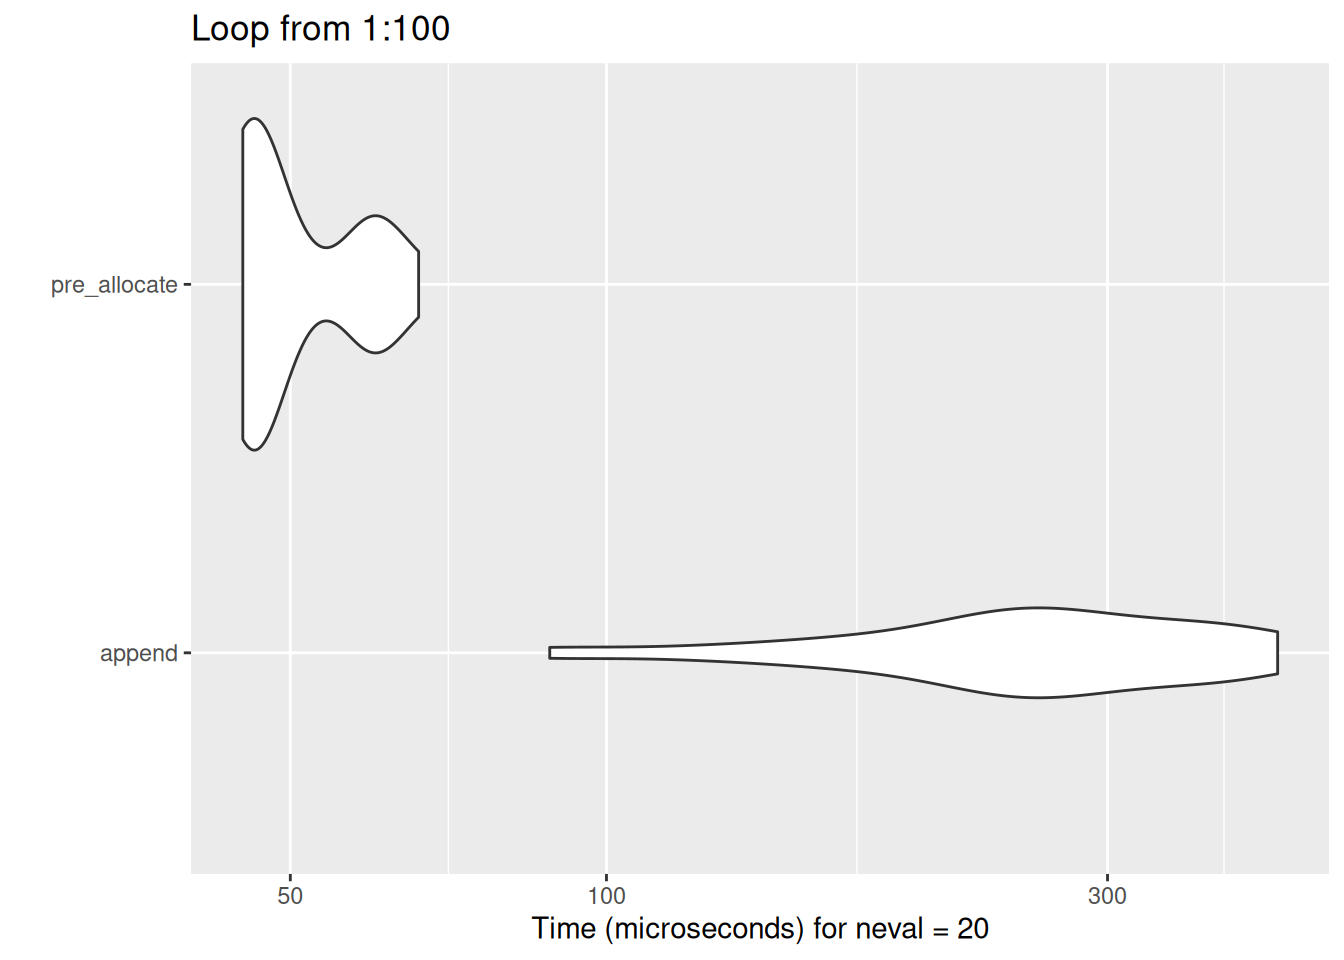 Loop from 1:100
pre_allocate
append
50 100 300
Time (microseconds) for neval = 20